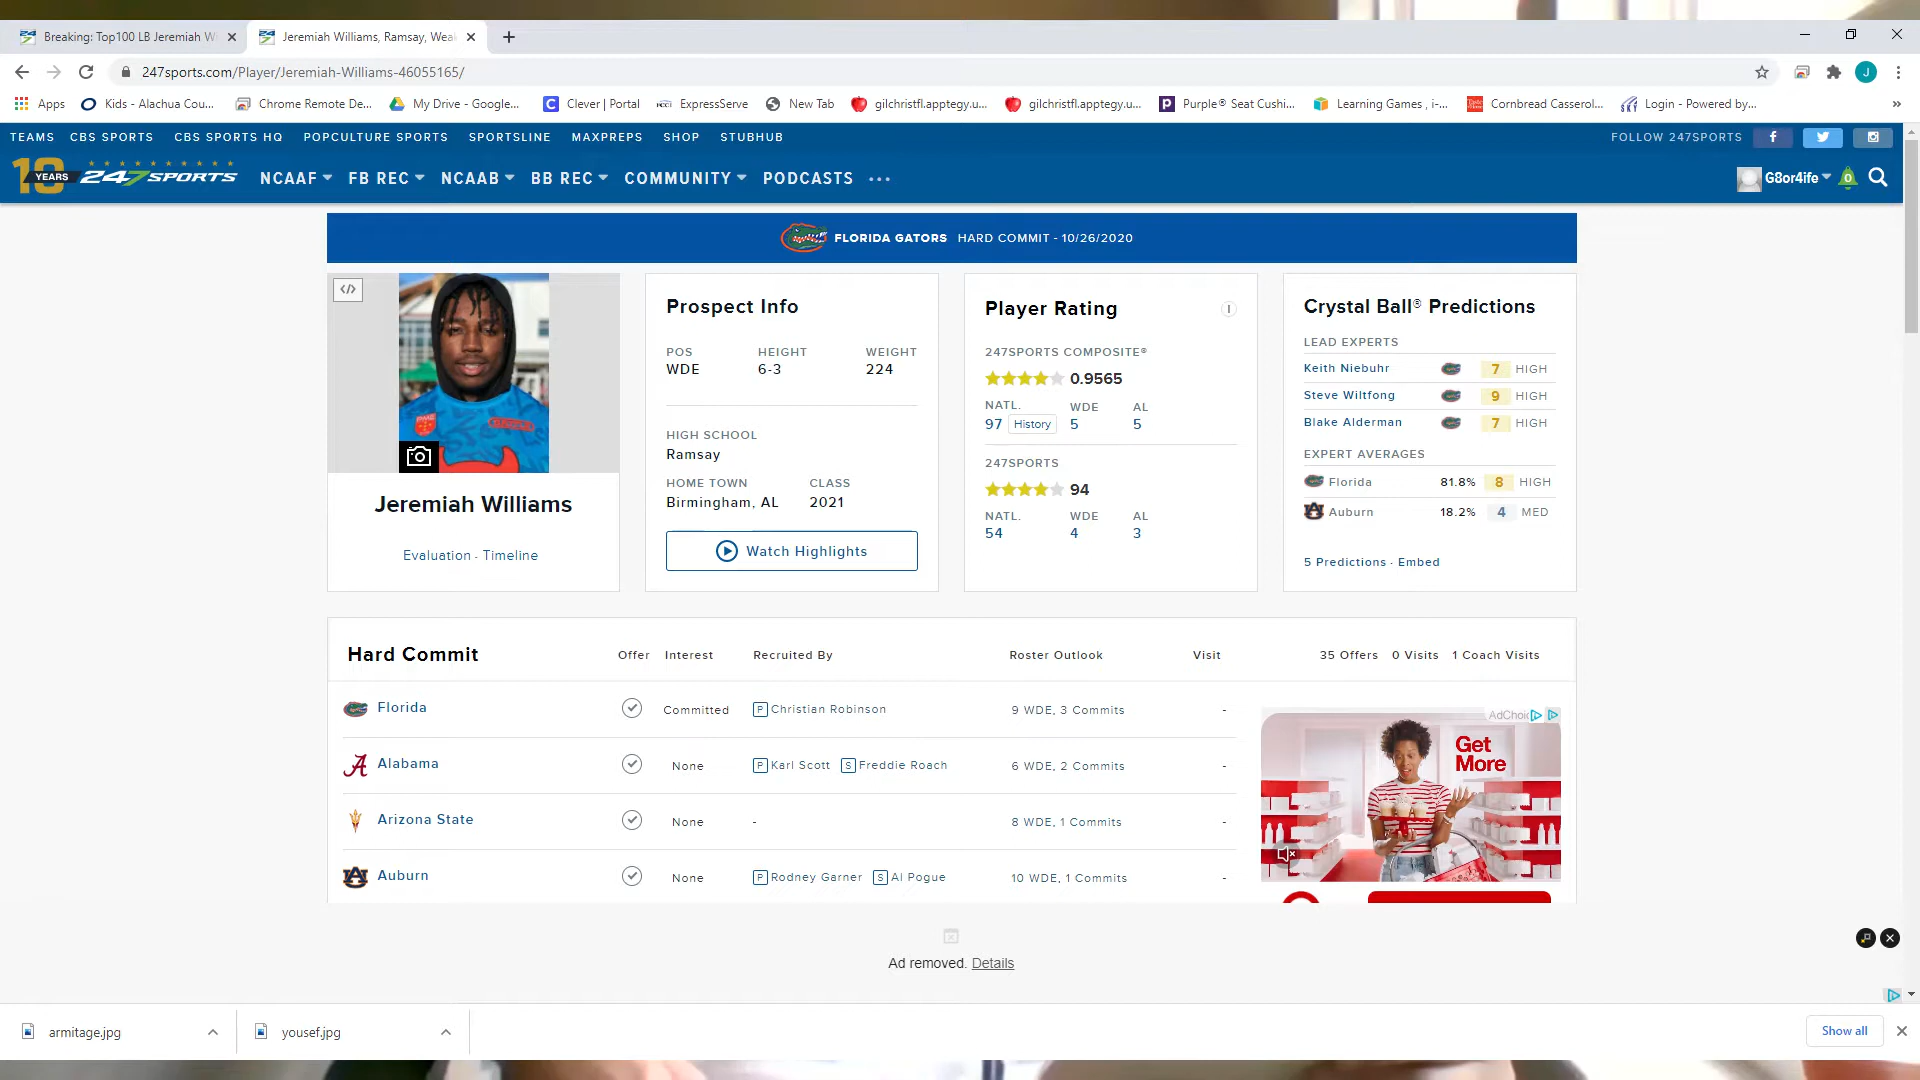 Breaking: Top100 LB Jeremiah W
Jeremiah Williams, Ramsay, Wea
247sports.com/Player/Jeremiah-Williams-46055165/
J
Apps
Kids - Alachua Cou...
Chrome Remote De...
My Drive - Google...
Clever | Portal
ExpressServe
New Tab
gilchristfl.apptegy.u...
gilchristfl.apptegy.u...
Purple® Seat Cushi...
Learning Games , i-...
Cornbread Casserol...
Login - Powered by...
TEAMS CBS SPORTS CBS SPORTS HQ POPCULTURE SPORTS SPORTSLINE MAXPREPS SHOP STUBHUB
FOLLOW 247SPORTS
10 YEARS 247SPORTS
NCAAF FB REC NCAAB BB REC COMMUNITY PODCASTS
G8or4ife 0
FLORIDA GATORS HARD COMMIT - 10/26/2020
Jeremiah Williams
Evaluation · Timeline
Prospect Info
POS HEIGHT WEIGHT
WDE 6-3 224
HIGH SCHOOL
Ramsay
HOME TOWN CLASS
Birmingham, AL 2021
Watch Highlights
Player Rating
247SPORTS COMPOSITE®
0.9565
NATL. WDE AL
97 History 5 5
247SPORTS
94
NATL. WDE AL
54 4 3
Crystal Ball® Predictions
LEAD EXPERTS
Keith Niebuhr 7 HIGH
Steve Wiltfong 9 HIGH
Blake Alderman 7 HIGH
EXPERT AVERAGES
Florida 81.8% 8 HIGH
Auburn 18.2% 4 MED
5 Predictions · Embed
Hard Commit Offer Interest Recruited By Roster Outlook Visit 35 Offers 0 Visits 1 Coach Visits
Florida Committed P Christian Robinson 9 WDE, 3 Commits -
Alabama None P Karl Scott S Freddie Roach 6 WDE, 2 Commits -
Arizona State None - 8 WDE, 1 Commits -
Auburn None P Rodney Garner S Al Pogue 10 WDE, 1 Commits -
AdChoic
Get
More
Ad removed. Details
armitage.jpg
yousef.jpg
Show all